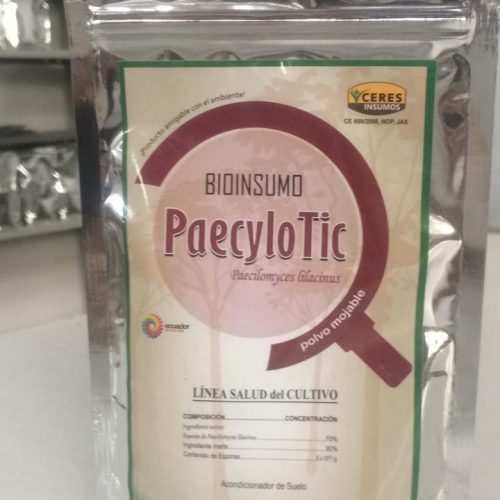 ¡Producto amigable con el ambiente!
CERES
INSUMOS
CE 889/2008, NOP, JAS
BIOINSUMO
PaecyloTic
Paecilomyces lilacinus
polvo mojable
ecuador
LÍNEA SALUD del CULTIVO
COMPOSICIÓN CONCENTRACIÓN
Ingrediente activo
Esporas de Paecilomyces lilacinus 70%
Ingrediente Inerte
Contenido de Esporas
Acondicionador de Suelo